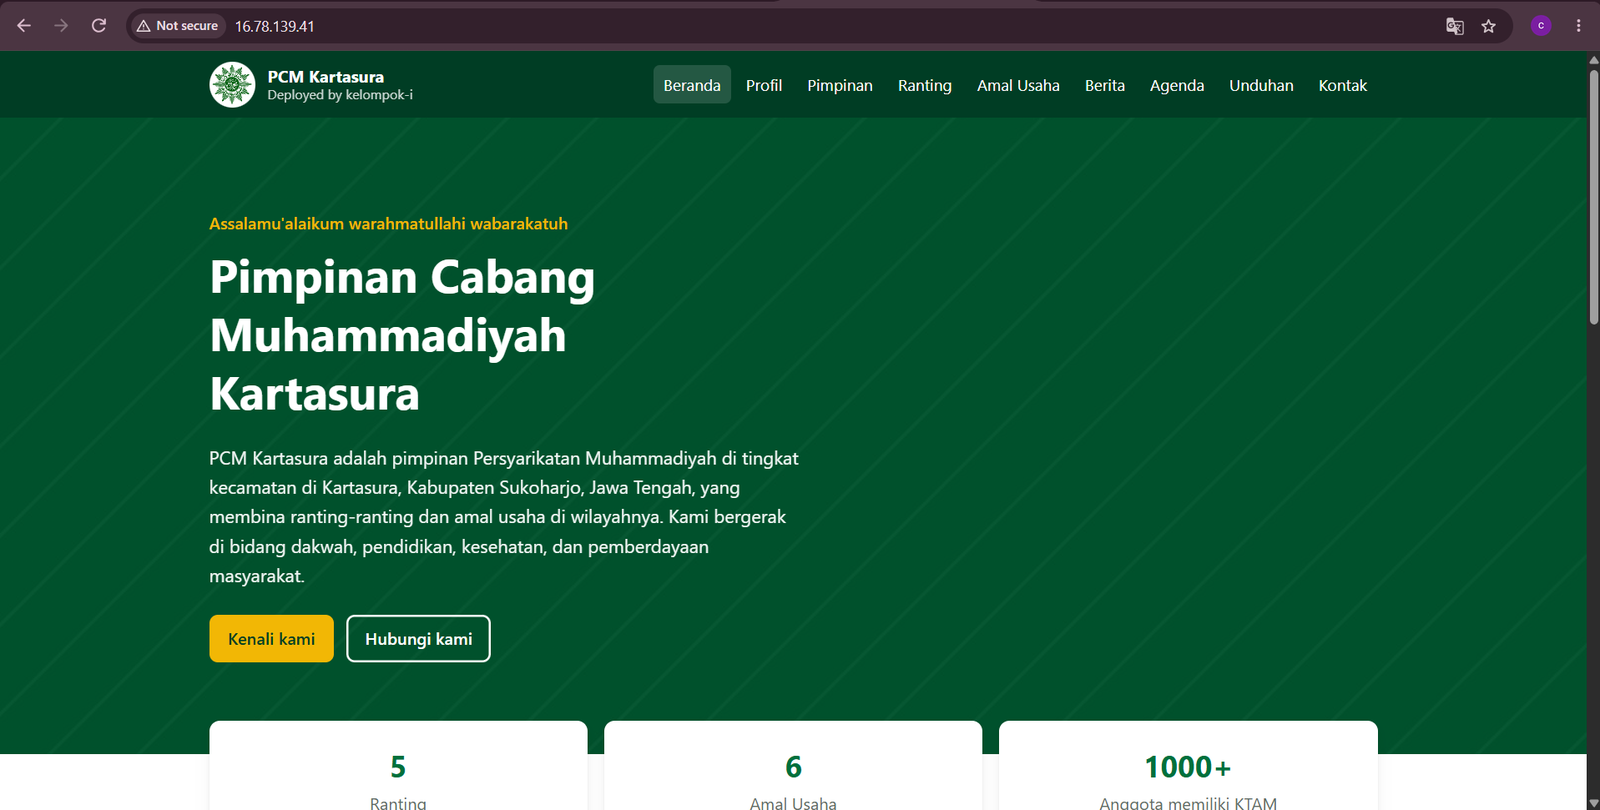 Not secure
16.78.139.41
C
PCM Kartasura
Deployed by kelompok-i
Beranda
Profil
Pimpinan
Ranting
Amal Usaha
Berita
Agenda
Unduhan
Kontak
Assalamu'alaikum warahmatullahi wabarakatuh
Pimpinan Cabang
Muhammadiyah
Kartasura
PCM Kartasura adalah pimpinan Persyarikatan Muhammadiyah di tingkat
kecamatan di Kartasura, Kabupaten Sukoharjo, Jawa Tengah, yang
membina ranting-ranting dan amal usaha di wilayahnya. Kami bergerak
di bidang dakwah, pendidikan, kesehatan, dan pemberdayaan
masyarakat.
Kenali kami
Hubungi kami
5
Ranting
6
Amal Usaha
1000+
Anggota memiliki KTAM